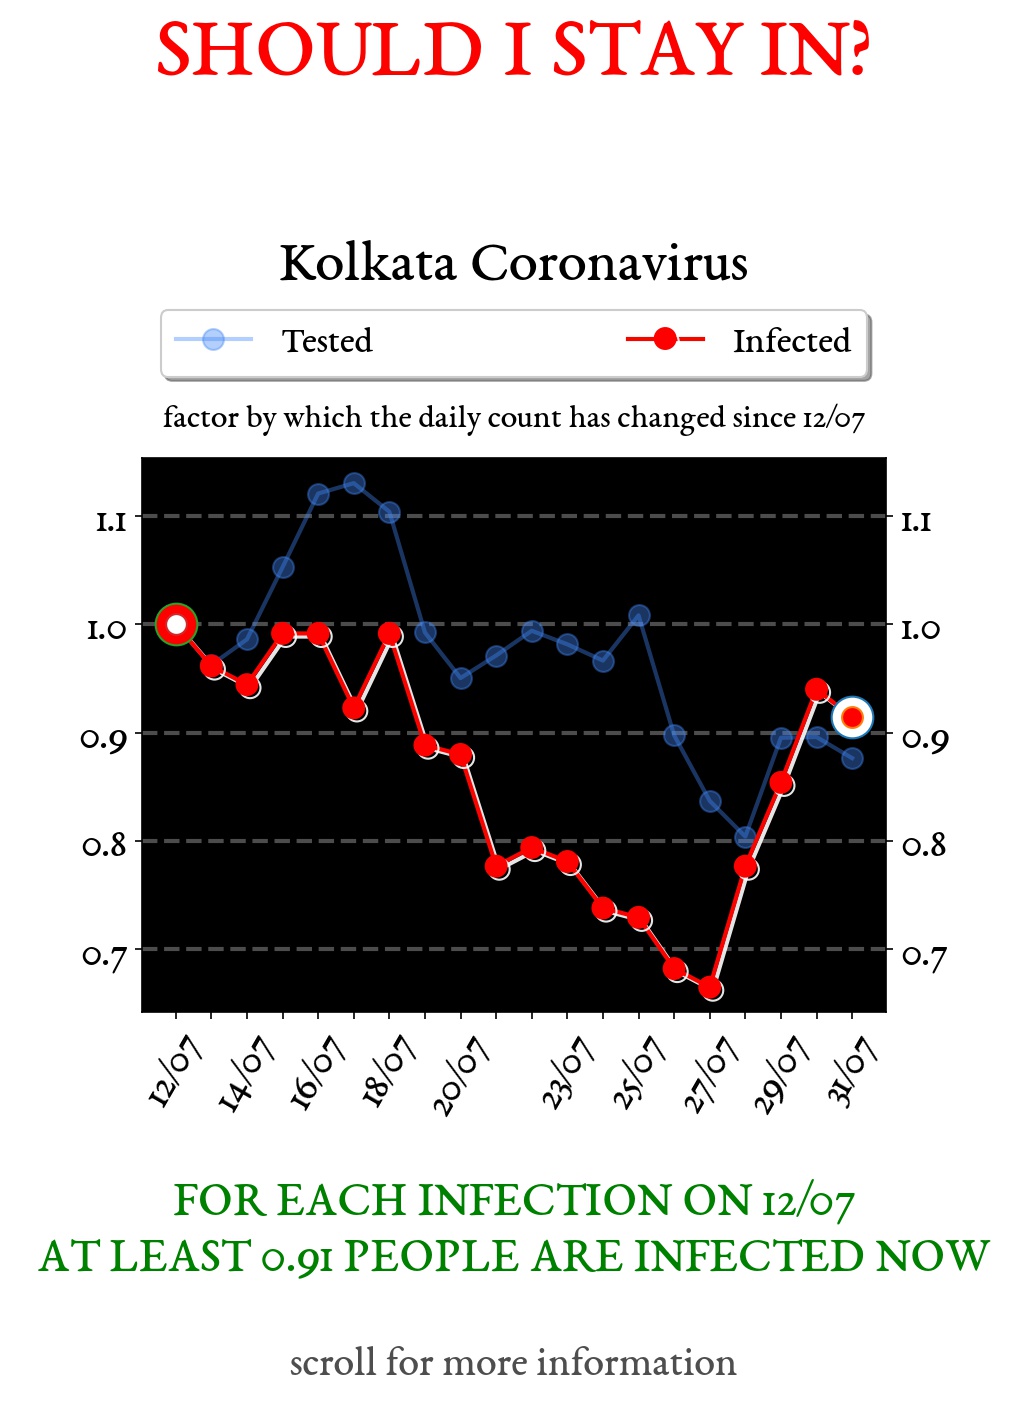 SHOULD I STAY IN?
Kolkata Coronavirus
Tested Infected
factor by which the daily count has changed since 12/07
1.1 1.1
1.0 1.0
0.9 0.9
0.8 0.8
0.7 0.7
12/07 14/07 16/07 18/07 20/07 23/07 25/07 27/07 29/07 31/07
FOR EACH INFECTION ON 12/07
AT LEAST 0.91 PEOPLE ARE INFECTED NOW
scroll for more information